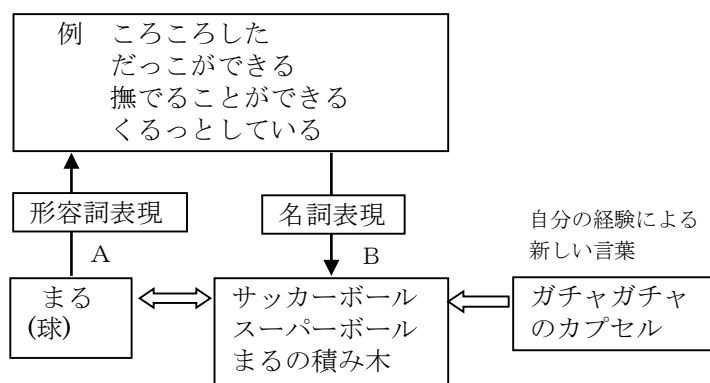 例 ころころした
だっこができる
撫でることができる
くるっとしている
形容詞表現
名詞表現
自分の経験による
新しい言葉
A
B
まる
(球)
サッカーボール
スーパーボール
まるの積み木
ガチャガチャ
のカプセル